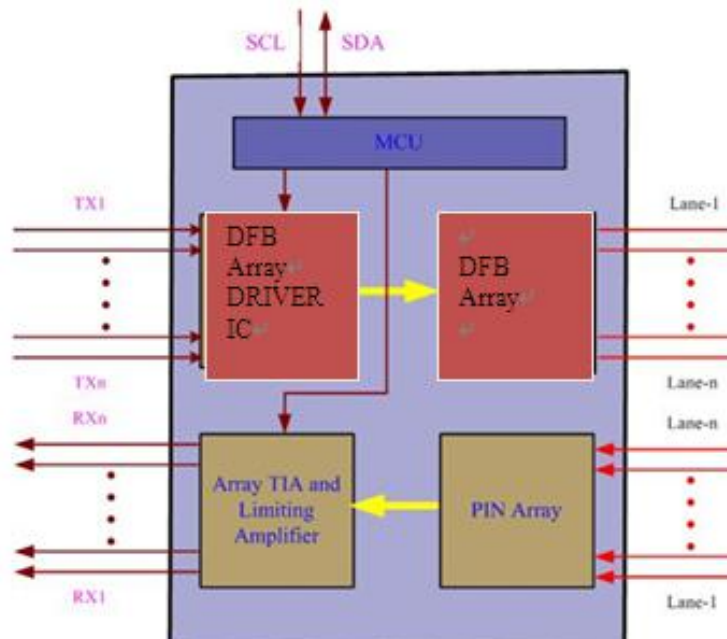 SCL SDA
MCU
TX1
Lane-1
DFB
Array↵
DRIVER
IC↵
↵
DFB
Array↵
↵
TXn
Lane-n
RXn
Lane-n
Array TIA and
Limiting
Amplifier
PIN Array
RX1
Lane-1